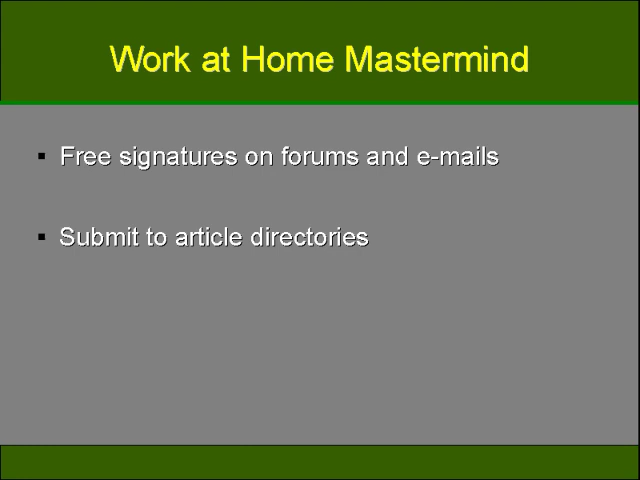 Work at Home Mastermind
▪ Free signatures on forums and e-mails
▪ Submit to article directories